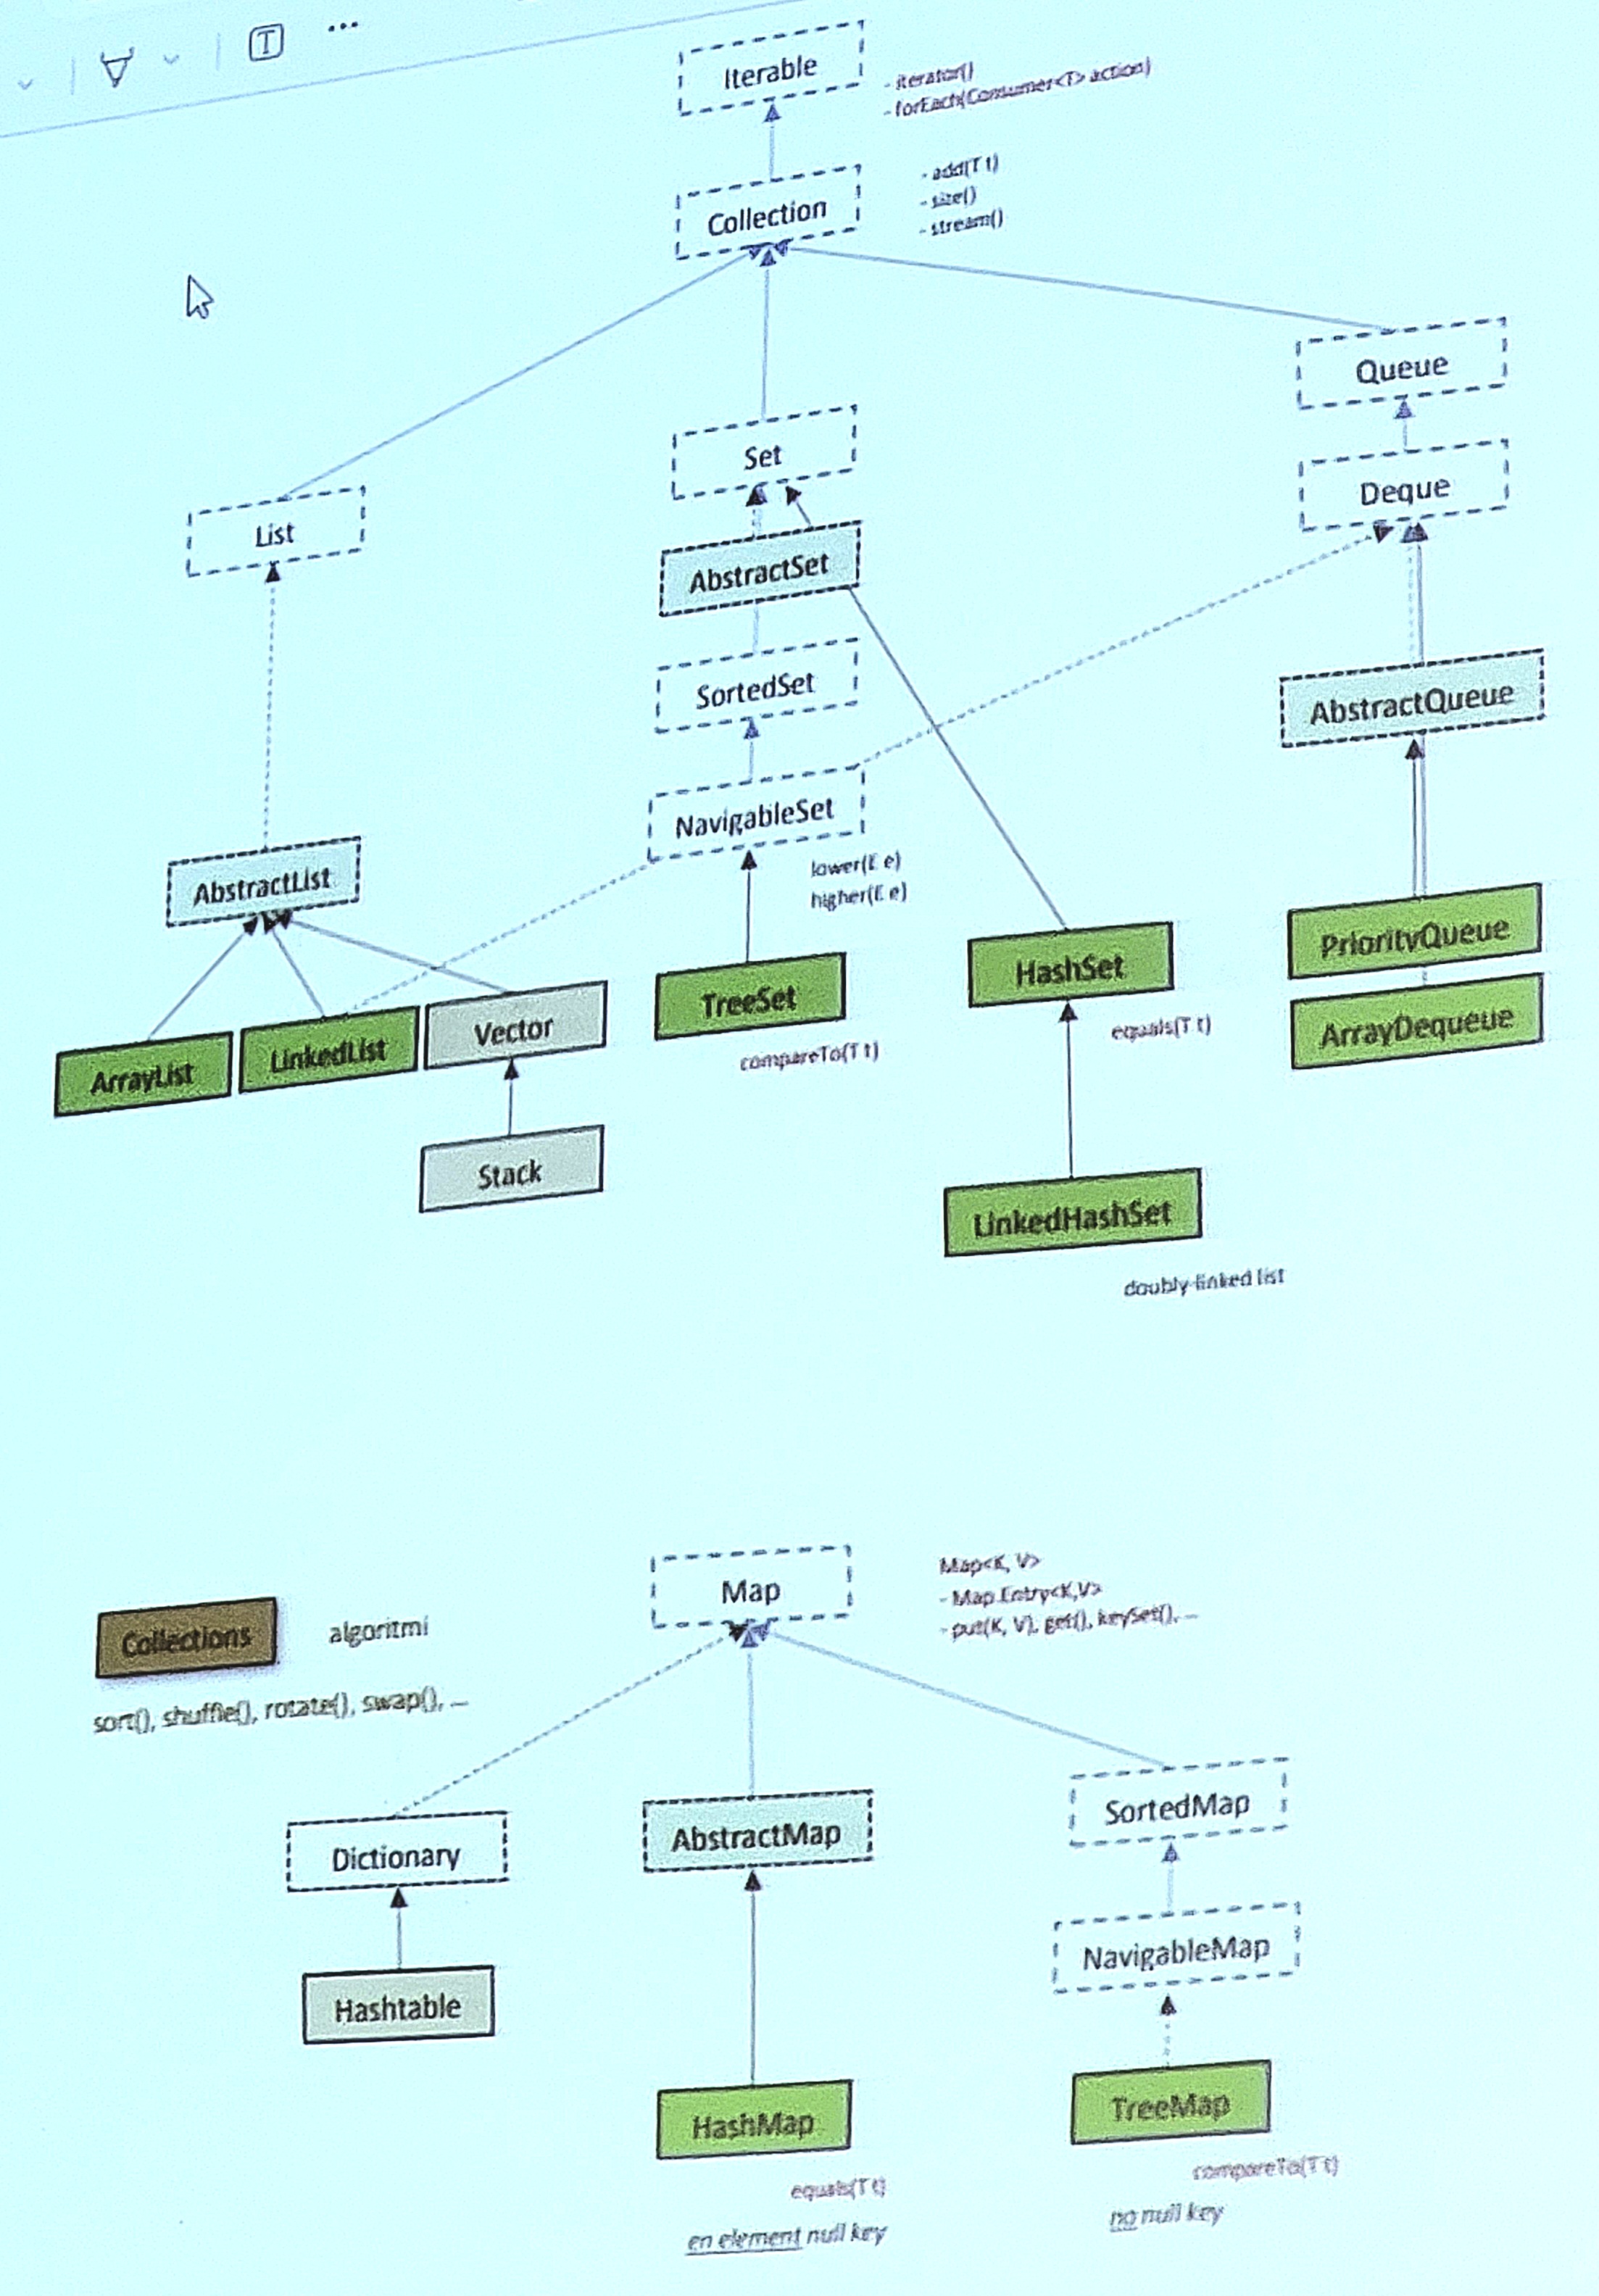 T
...
Iterable
- iterator()
- forEach(Consumer<T> action)
Collection
- add(T t)
- size()
- stream()
Queue
Deque
Set
List
AbstractSet
SortedSet
AbstractQueue
NavigableSet
lower(E e)
higher(E e)
AbstractList
PriorityQueue
HashSet
TreeSet
Vector
LinkedList
ArrayList
ArrayDequeue
equals(T t)
compareTo(T t)
Stack
LinkedHashSet
doubly-linked list
Map
Map<K, V>
- Map.Entry<K,V>
- put(K, V), get(), keySet(), ...
Collections
algoritmi
sort(), shuffle(), rotate(), swap(), ...
Dictionary
AbstractMap
SortedMap
NavigableMap
Hashtable
HashMap
TreeMap
equals(T t)
compareTo(T t)
en element null key
no null key